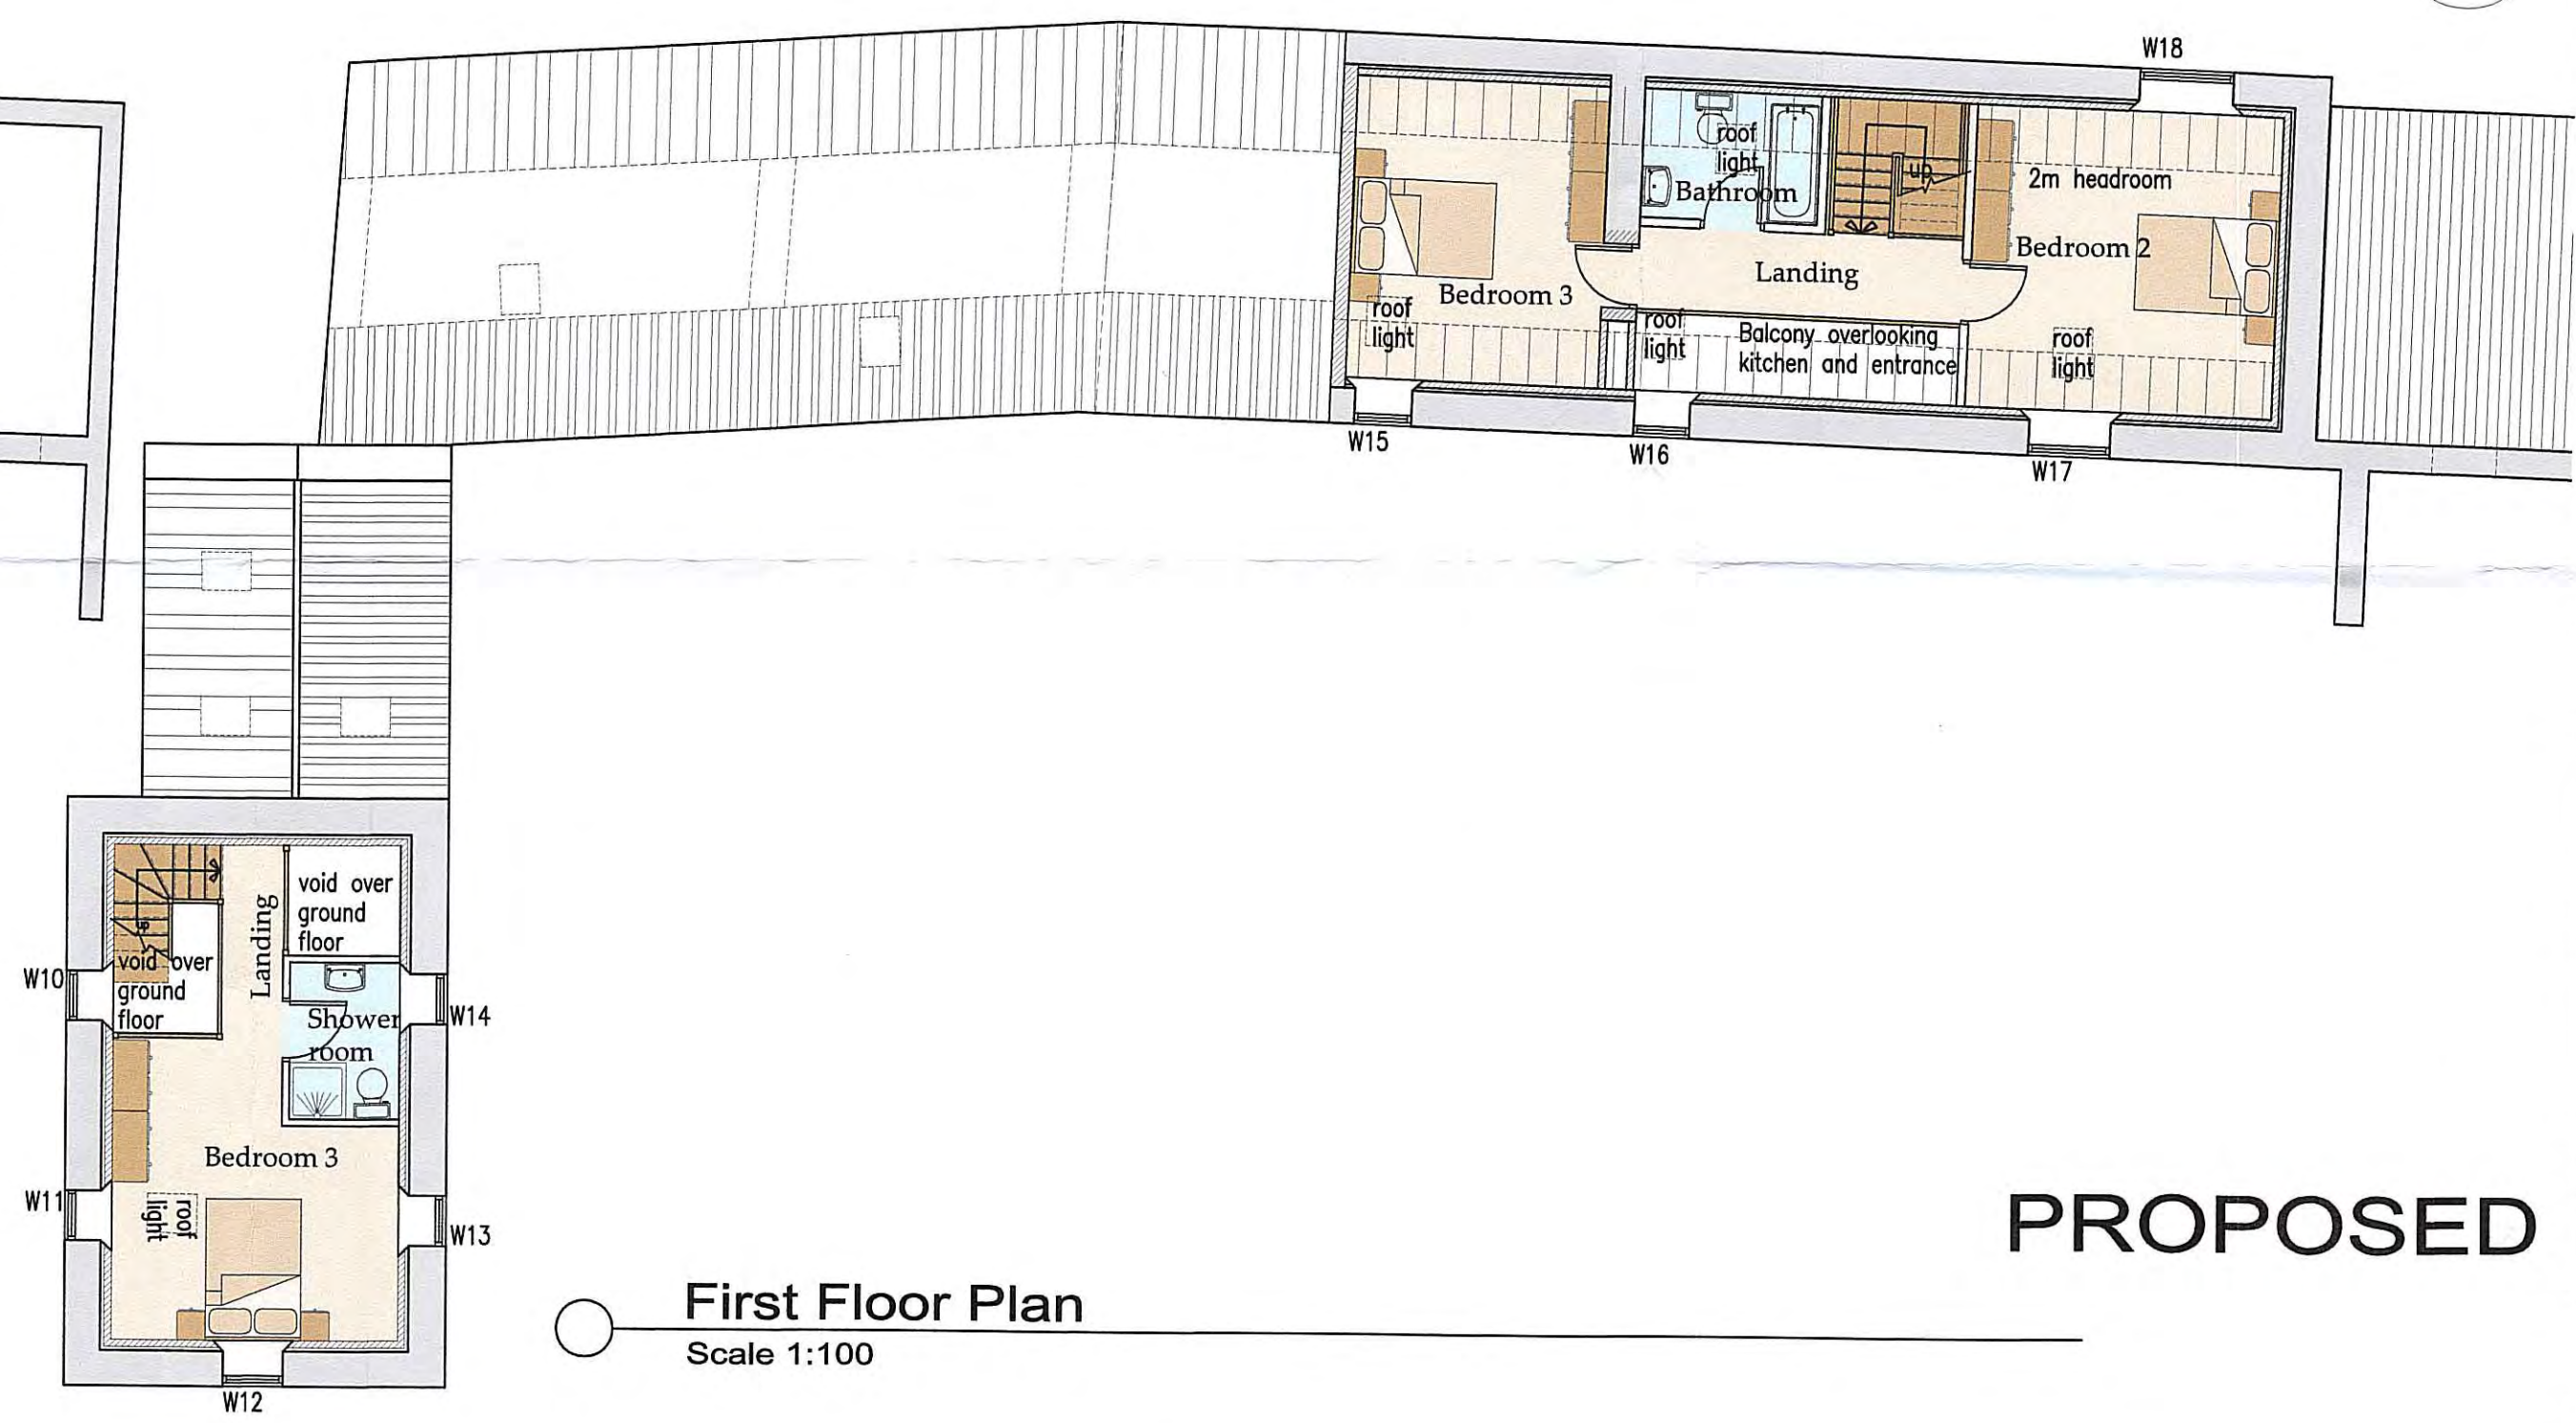 W18
roof
light
Bathroom
up
2m headroom
Bedroom 2
Landing
Bedroom 3
roof
light
roof
light
Balcony overlooking
kitchen and entrance
roof
light
W15
W16
W17
void over
ground
floor
Landing
void over
ground
floor
W10
W14
Shower
room
Bedroom 3
W11
roof
light
W13
W12
PROPOSED
First Floor Plan
Scale 1:100